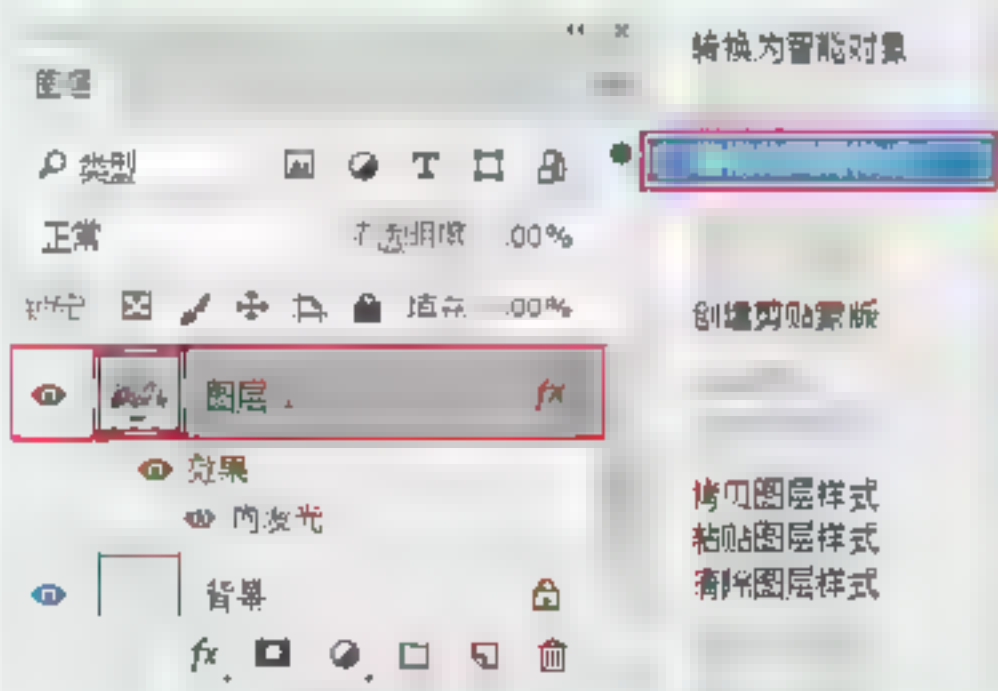 图层
类型
T
正常 不透明度 100%
锁定 填充 100%
图层 1 fx
效果
内发光
背景
fx
转换为智能对象
创建剪贴蒙版
拷贝图层样式
粘贴图层样式
清除图层样式